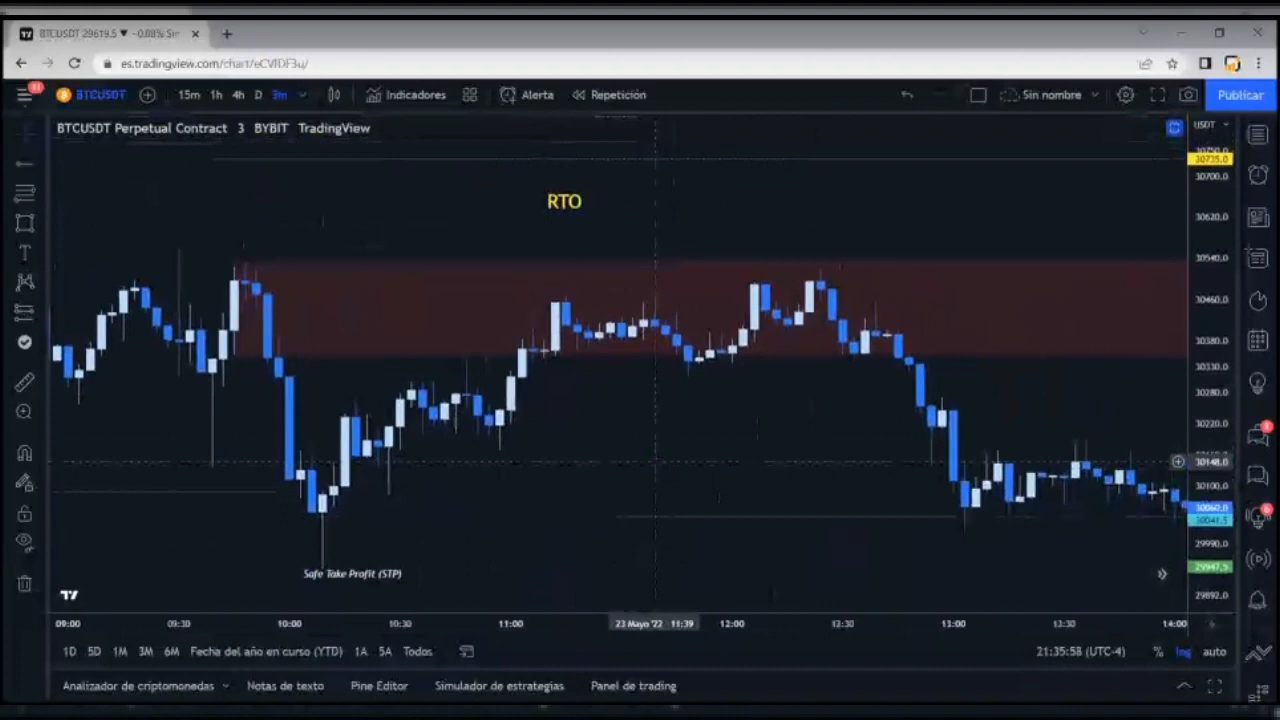 BTCUSDT 29619.5 ▼ −0.08% Sin
es.tradingview.com/chart/eCVlDF3u/
11
BTCUSDT 15m 1h 4h D 3m Indicadores Alerta Repetición Sin nombre Publicar
BTCUSDT Perpetual Contract 3 BYBIT TradingView
USDT
30750.0
30735.0
30700.0
RTO
30620.0
30540.0
30460.0
30380.0
30330.0
30280.0
30220.0
30148.0
30100.0
30060.0
30041.5
29990.0
29947.5
29892.0
Safe Take Profit (STP)
09:00 09:30 10:00 10:30 11:00 23 Mayo '22 11:39 12:00 12:30 13:00 13:30 14:00
1D 5D 1M 3M 6M Fecha del año en curso (YTD) 1A 5A Todos 21:35:58 (UTC-4) % log auto
Analizador de criptomonedas Notas de texto Pine Editor Simulador de estrategias Panel de trading